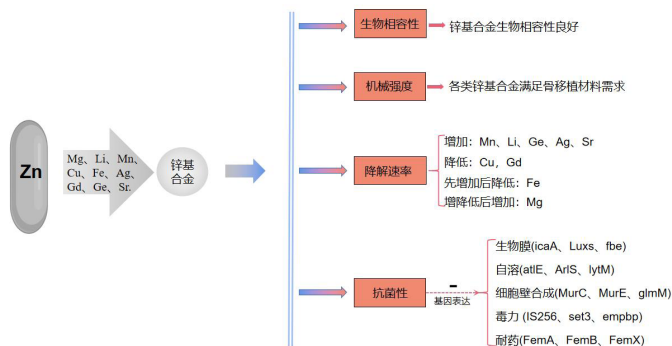 Zn
Mg、Li、Mn、
Cu、Fe、Ag、
Gd、Ge、Sr.
锌基
合金
生物相容性
锌基合金生物相容性良好
机械强度
各类锌基合金满足骨移植材料需求
降解速率
增加：Mn、Li、Ge、Ag、Sr
降低：Cu，Gd
先增加后降低：Fe
增降低后增加：Mg
抗菌性
-
基因表达
生物膜(icaA、Luxs、fbe)
自溶(atlE、ArlS、lytM)
细胞壁合成(MurC、MurE、glmM)
毒力 (IS256、set3、empbp)
耐药(FemA、FemB、FemX)